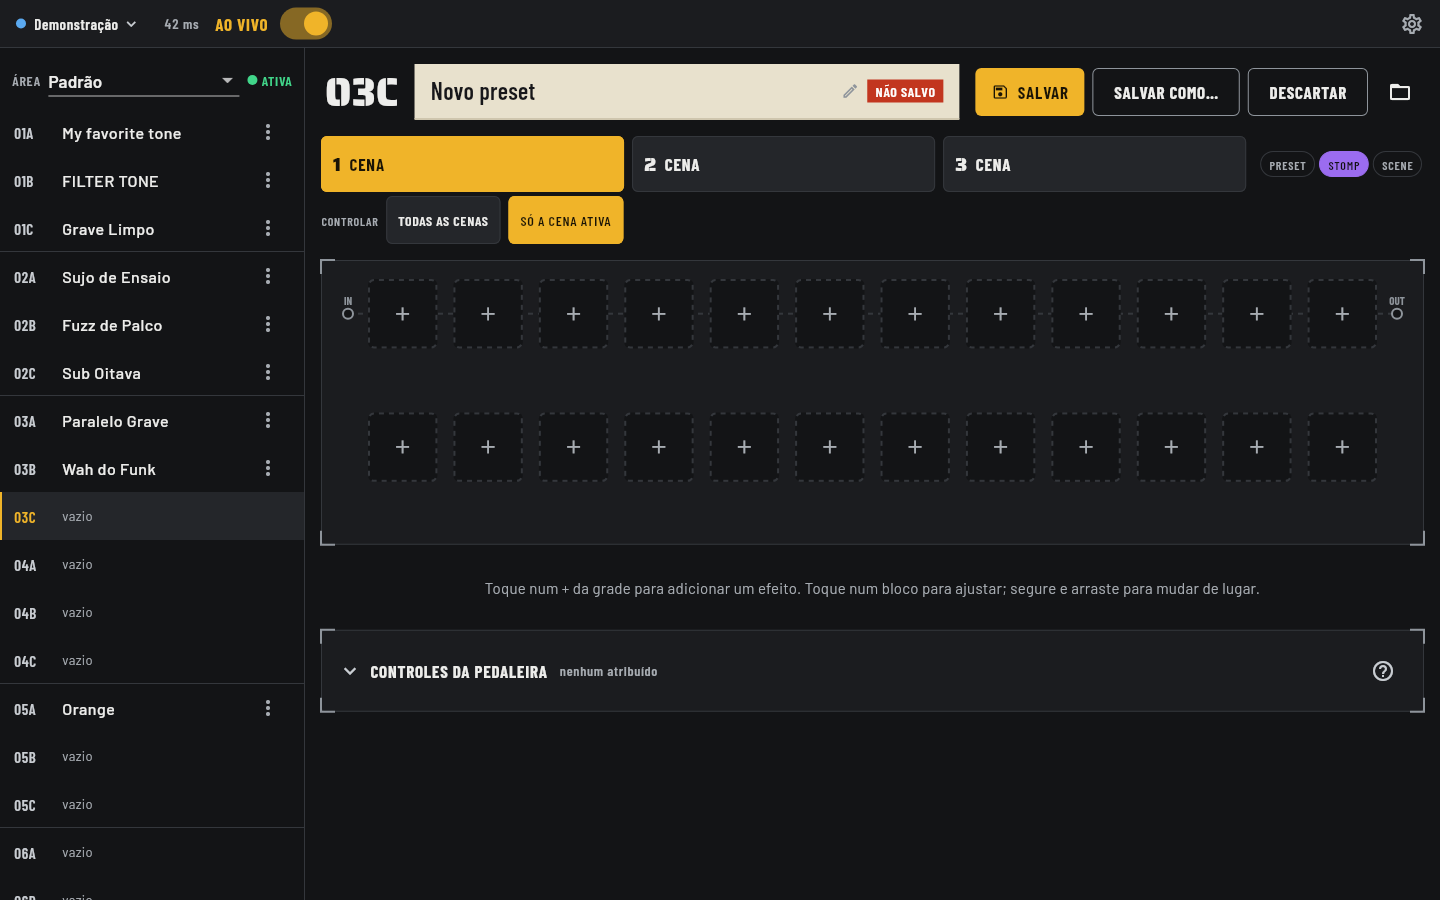 Demonstração
42 ms
AO VIVO
ÁREA
Padrão
ATIVA
01A My favorite tone
01B FILTER TONE
01C Grave Limpo
02A Sujo de Ensaio
02B Fuzz de Palco
02C Sub Oitava
03A Paralelo Grave
03B Wah do Funk
03C vazio
04A vazio
04B vazio
04C vazio
05A Orange
05B vazio
05C vazio
06A vazio
03C
Novo preset
NÃO SALVO
SALVAR
SALVAR COMO...
DESCARTAR
1 CENA
2 CENA
3 CENA
PRESET
STOMP
SCENE
CONTROLAR
TODAS AS CENAS
SÓ A CENA ATIVA
IN
+ + + + + + + + + + + +
OUT
+ + + + + + + + + + + +
Toque num + da grade para adicionar um efeito. Toque num bloco para ajustar; segure e arraste para mudar de lugar.
CONTROLES DA PEDALEIRA
nenhum atribuído
?